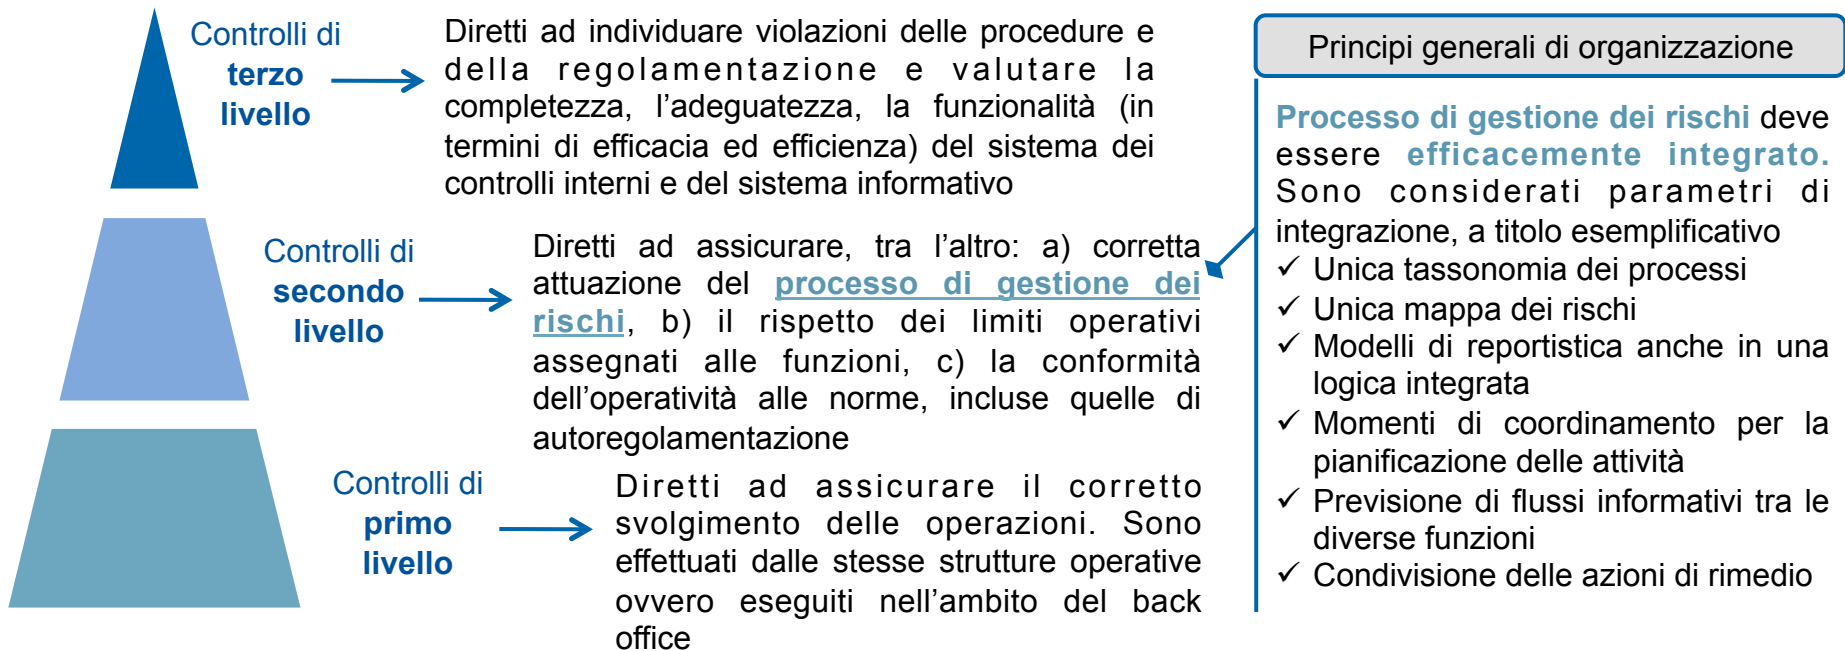 Controlli di
terzo
livello
Diretti ad individuare violazioni delle procedure e
della regolamentazione e valutare la
completezza, l’adeguatezza, la funzionalità (in
termini di efficacia ed efficienza) del sistema dei
controlli interni e del sistema informativo
Controlli di
secondo
livello
Diretti ad assicurare, tra l’altro: a) corretta
attuazione del processo di gestione dei
rischi, b) il rispetto dei limiti operativi
assegnati alle funzioni, c) la conformità
dell’operatività alle norme, incluse quelle di
autoregolamentazione
Controlli di
primo
livello
Diretti ad assicurare il corretto
svolgimento delle operazioni. Sono
effettuati dalle stesse strutture operative
ovvero eseguiti nell’ambito del back
office
Principi generali di organizzazione
Processo di gestione dei rischi deve
essere efficacemente integrato.
Sono considerati parametri di
integrazione, a titolo esemplificativo
✓ Unica tassonomia dei processi
✓ Unica mappa dei rischi
✓ Modelli di reportistica anche in una
logica integrata
✓ Momenti di coordinamento per la
pianificazione delle attività
✓ Previsione di flussi informativi tra le
diverse funzioni
✓ Condivisione delle azioni di rimedio